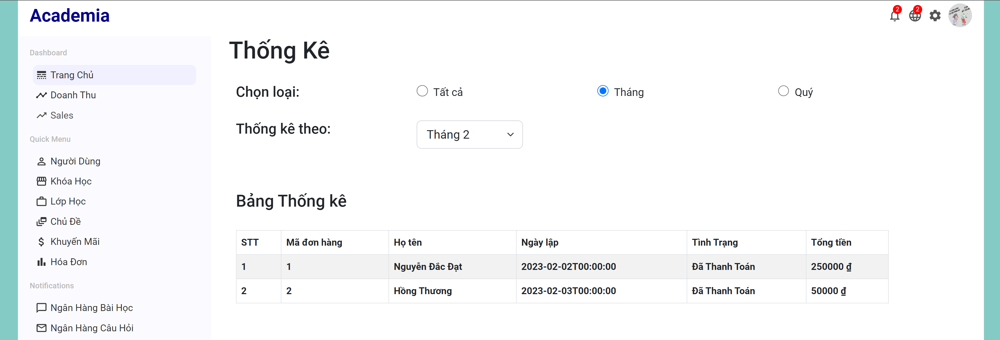 Academia
2
2
Dashboard
Trang Chủ
Doanh Thu
Sales
Quick Menu
Người Dùng
Khóa Học
Lớp Học
Chủ Đề
Khuyến Mãi
Hóa Đơn
Notifications
Ngân Hàng Bài Học
Ngân Hàng Câu Hỏi
Thống Kê
Chọn loại: Tất cả Tháng Quý
Thống kê theo: Tháng 2
Bảng Thống kê
STT Mã đơn hàng Họ tên Ngày lập Tình Trạng Tổng tiền
1 1 Nguyễn Đắc Đạt 2023-02-02T00:00:00 Đã Thanh Toán 250000 ₫
2 2 Hồng Thương 2023-02-03T00:00:00 Đã Thanh Toán 50000 ₫